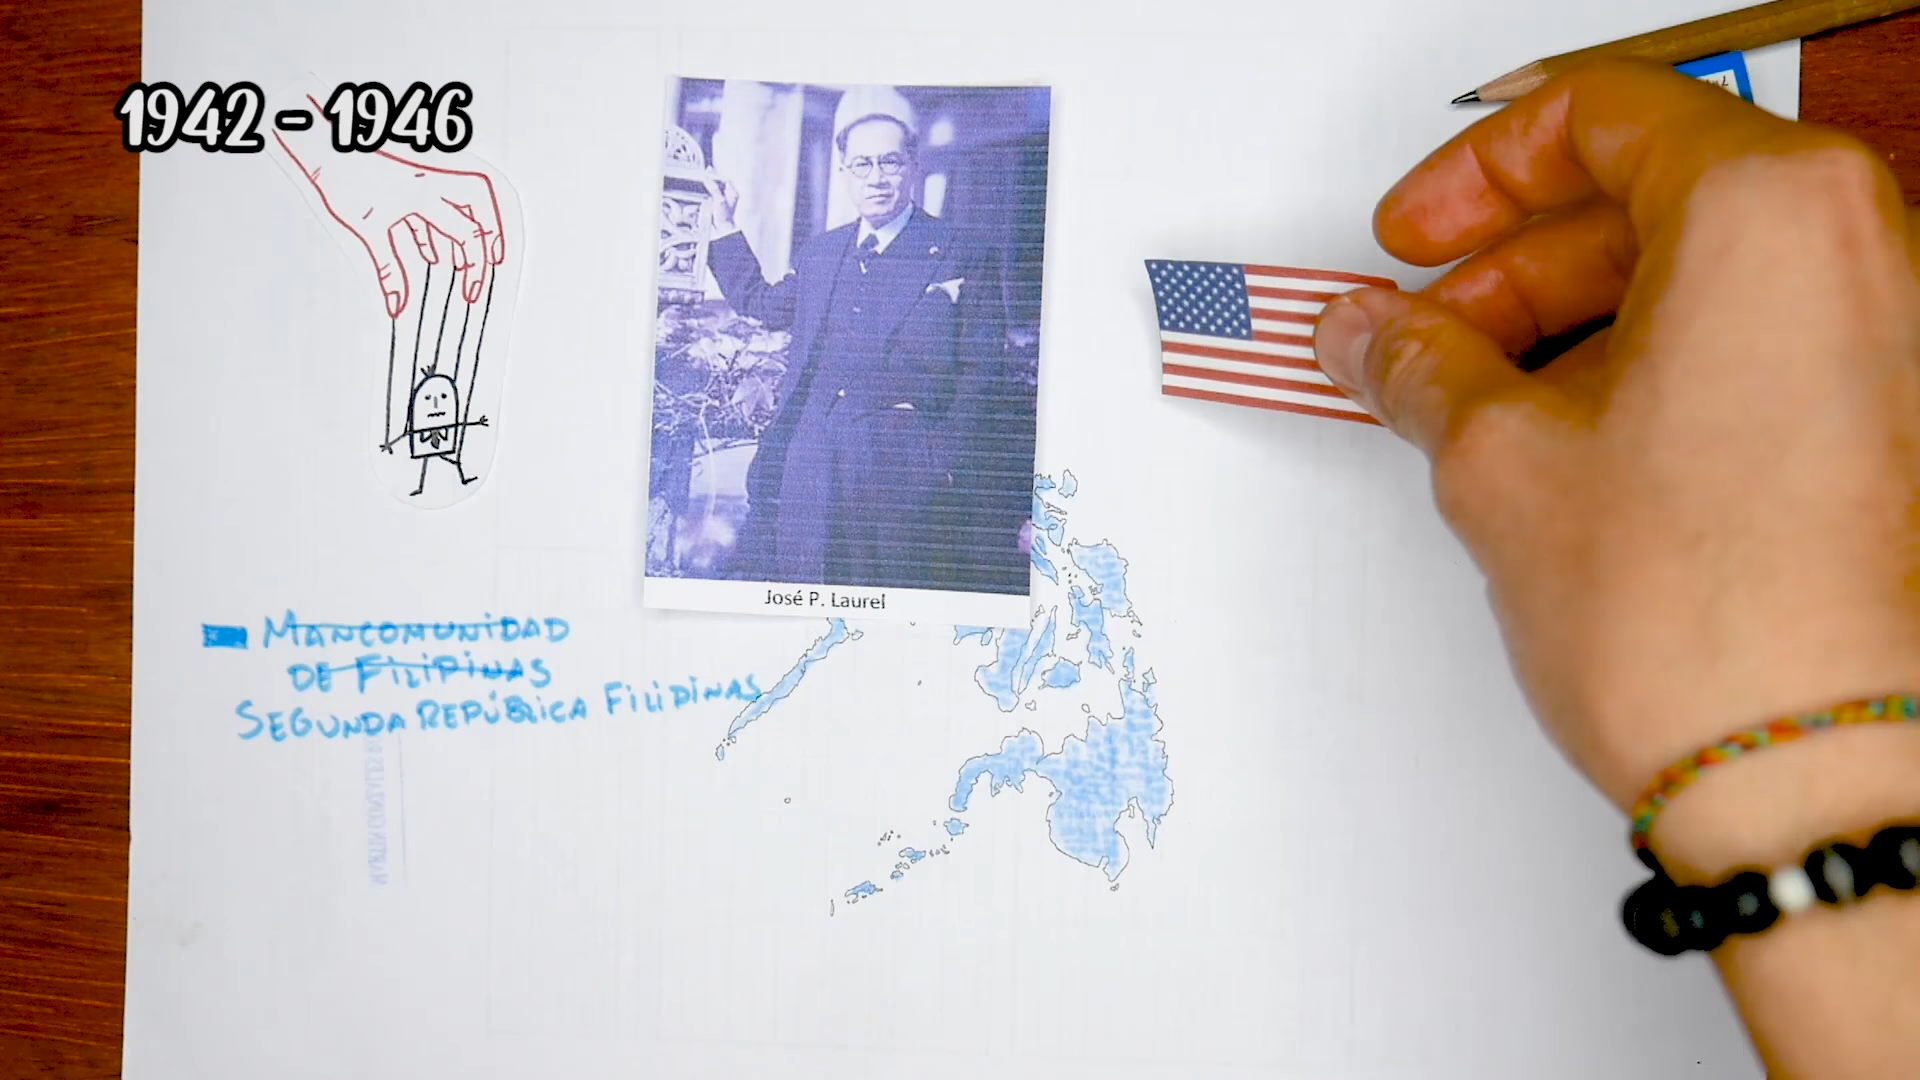 1942 - 1946
José P. Laurel
MANCOMUNIDAD
DE FILIPINAS
SEGUNDA REPÚBLICA FILIPINAS